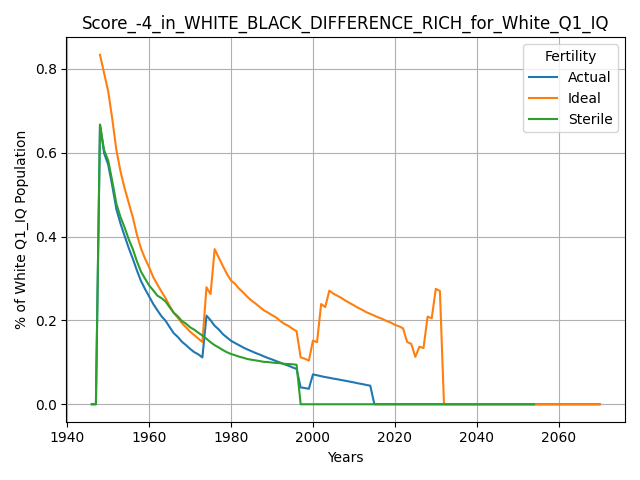 Score_-4_in_WHITE_BLACK_DIFFERENCE_RICH_for_White_Q1_IQ
Fertility
Actual
Ideal
Sterile
% of White Q1_IQ Population
0.8
0.6
0.4
0.2
0.0
1940 1960 1980 2000 2020 2040 2060
Years